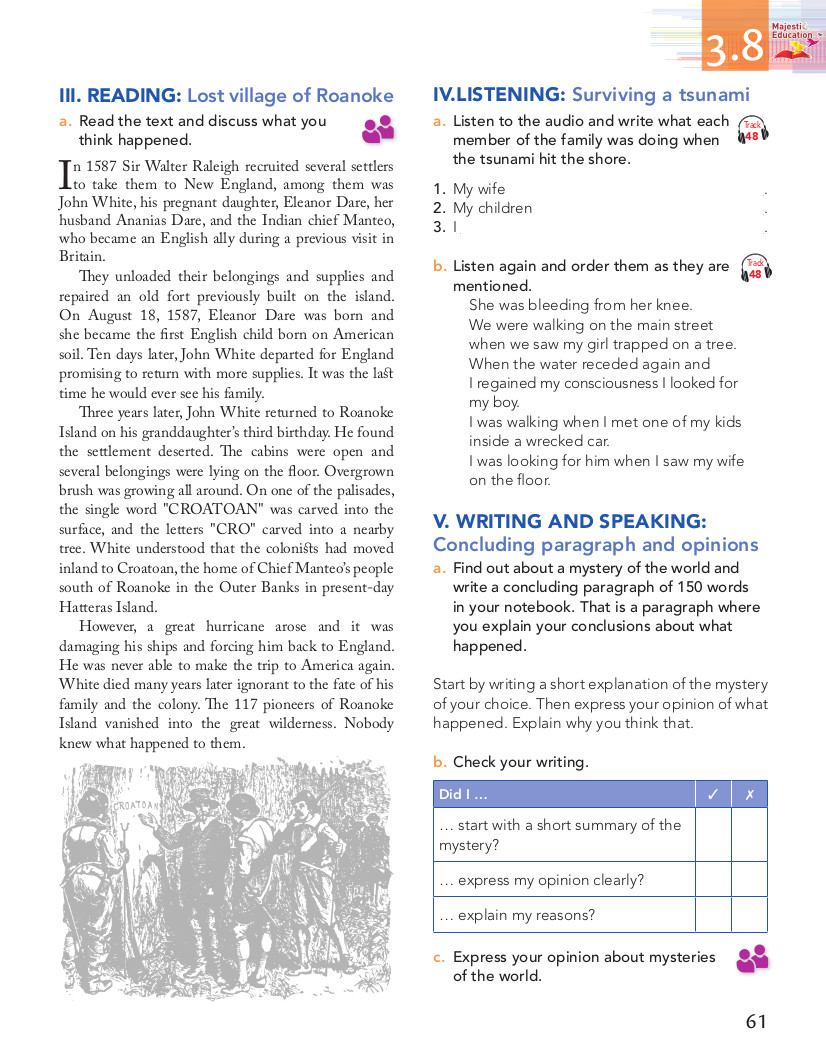 3.8
Majestic
Education
III. READING: Lost village of Roanoke
a. Read the text and discuss what you
think happened.
In 1587 Sir Walter Raleigh recruited several settlers
to take them to New England, among them was
John White, his pregnant daughter, Eleanor Dare, her
husband Ananias Dare, and the Indian chief Manteo,
who became an English ally during a previous visit in
Britain.
They unloaded their belongings and supplies and
repaired an old fort previously built on the island.
On August 18, 1587, Eleanor Dare was born and
she became the first English child born on American
soil. Ten days later, John White departed for England
promising to return with more supplies. It was the last
time he would ever see his family.
Three years later, John White returned to Roanoke
Island on his granddaughter's third birthday. He found
the settlement deserted. The cabins were open and
several belongings were lying on the floor. Overgrown
brush was growing all around. On one of the palisades,
the single word "CROATOAN" was carved into the
surface, and the letters "CRO" carved into a nearby
tree. White understood that the colonists had moved
inland to Croatoan, the home of Chief Manteo's people
south of Roanoke in the Outer Banks in present-day
Hatteras Island.
However, a great hurricane arose and it was
damaging his ships and forcing him back to England.
He was never able to make the trip to America again.
White died many years later ignorant to the fate of his
family and the colony. The 117 pioneers of Roanoke
Island vanished into the great wilderness. Nobody
knew what happened to them.
CROATOAN
IV.LISTENING: Surviving a tsunami
a. Listen to the audio and write what each
member of the family was doing when
the tsunami hit the shore.
Track
48
1. My wife .
2. My children .
3. I .
b. Listen again and order them as they are
mentioned.
Track
48
She was bleeding from her knee.
We were walking on the main street
when we saw my girl trapped on a tree.
When the water receded again and
I regained my consciousness I looked for
my boy.
I was walking when I met one of my kids
inside a wrecked car.
I was looking for him when I saw my wife
on the floor.
V. WRITING AND SPEAKING:
Concluding paragraph and opinions
a. Find out about a mystery of the world and
write a concluding paragraph of 150 words
in your notebook. That is a paragraph where
you explain your conclusions about what
happened.
Start by writing a short explanation of the mystery
of your choice. Then express your opinion of what
happened. Explain why you think that.
b. Check your writing.
Did I … ✓ ✗
… start with a short summary of the
mystery?
… express my opinion clearly?
… explain my reasons?
c. Express your opinion about mysteries
of the world.
61